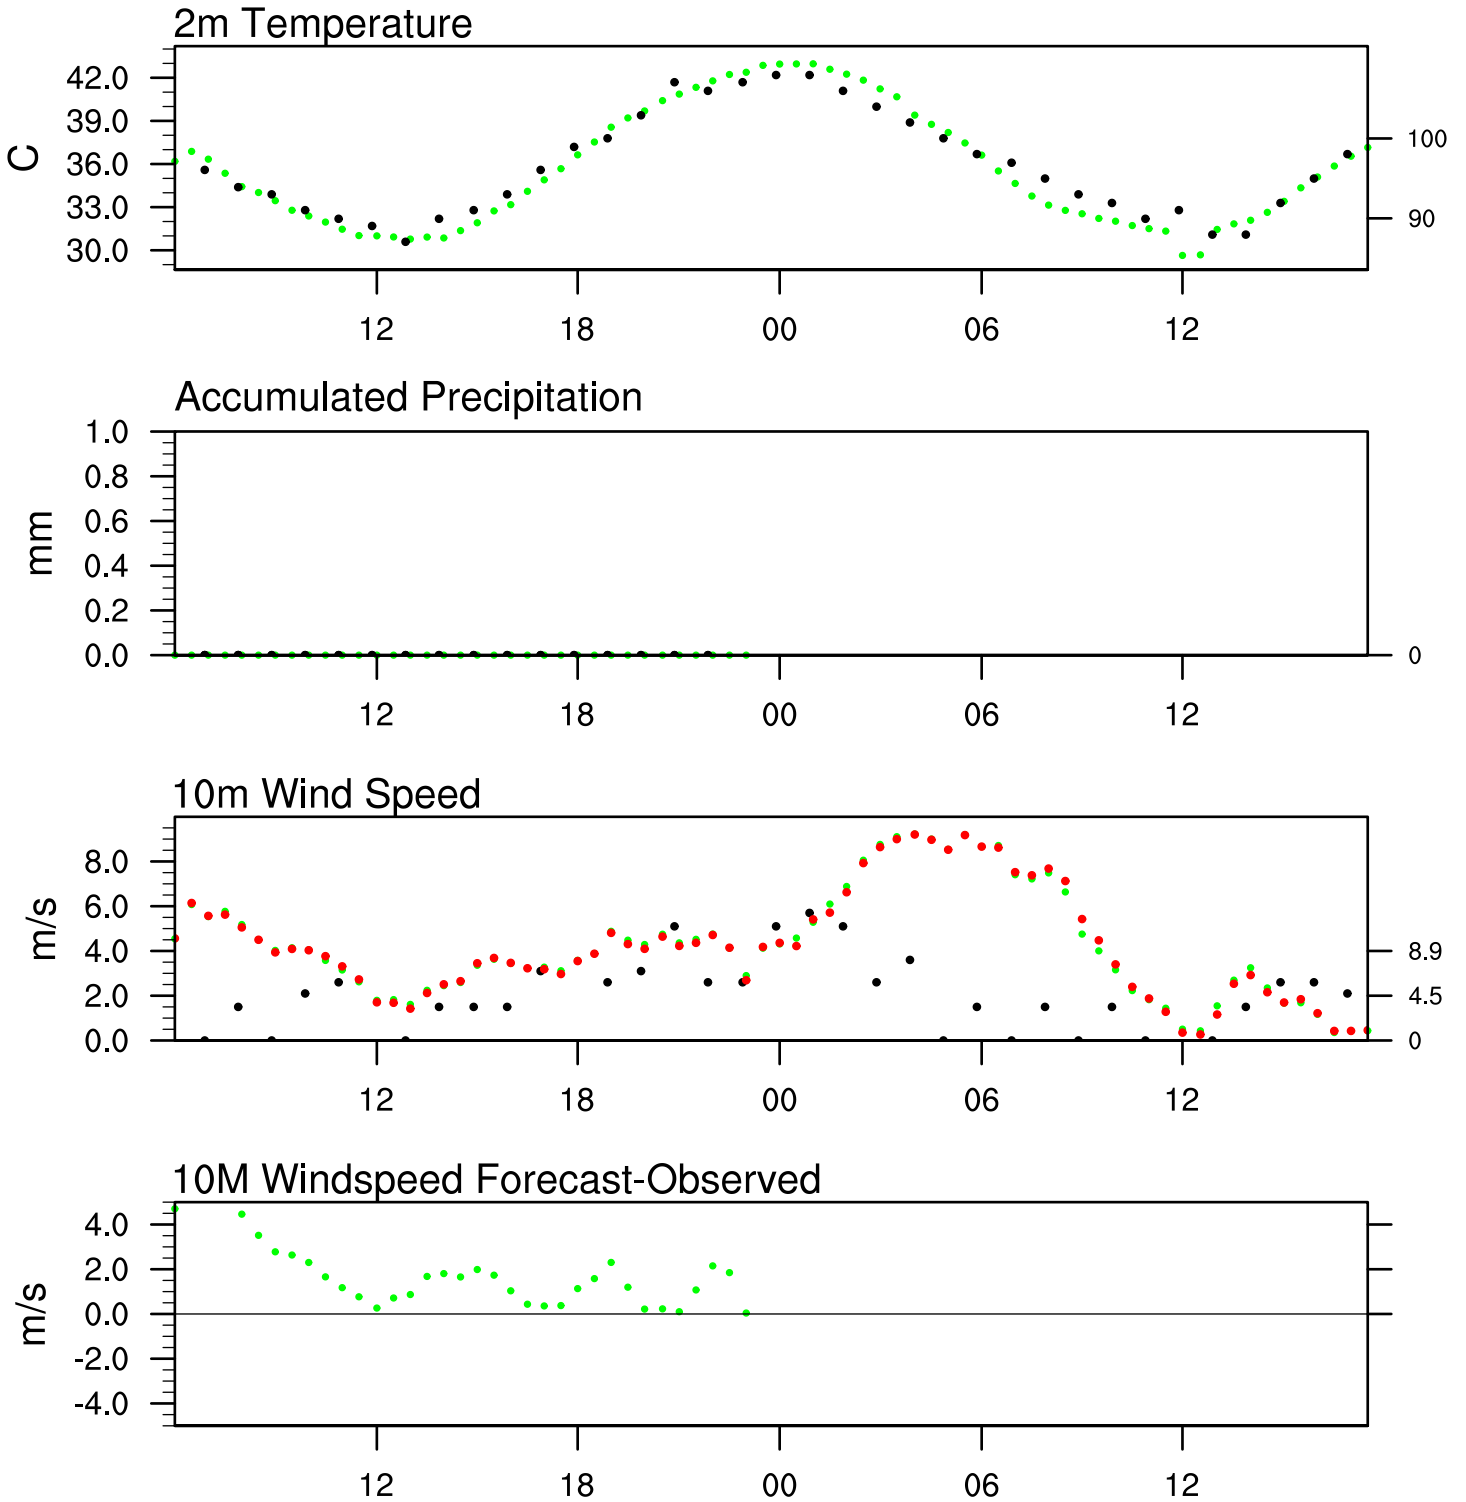 2m Temperature
42.0
39.0
36.0
33.0
30.0
C
100
90
12 18 00 06 12
Accumulated Precipitation
1.0
0.8
0.6
0.4
0.2
0.0
mm
0
12 18 00 06 12
10m Wind Speed
8.0
6.0
4.0
2.0
0.0
m/s
8.9
4.5
0
12 18 00 06 12
10M Windspeed Forecast-Observed
4.0
2.0
0.0
-2.0
-4.0
m/s
12 18 00 06 12